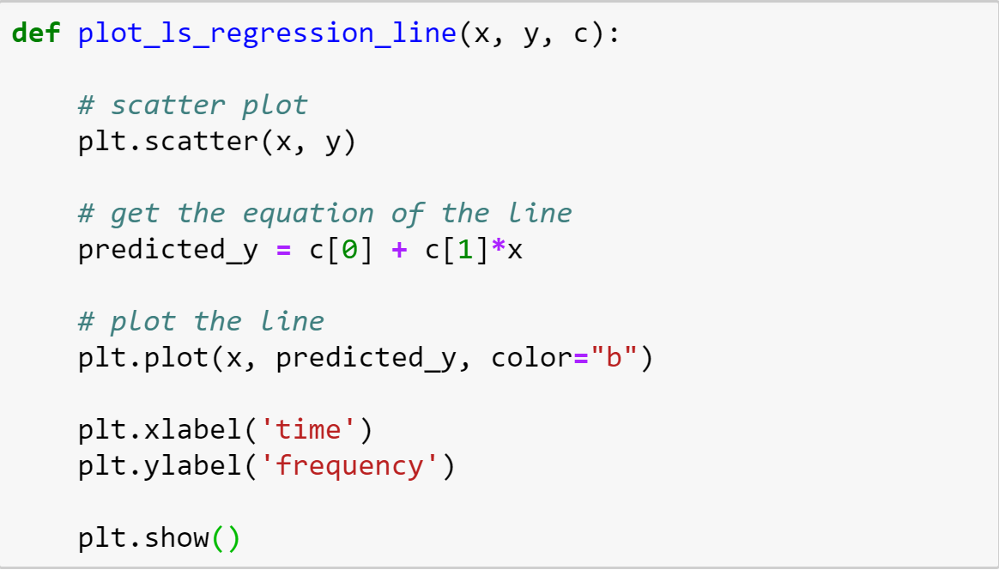 def plot_ls_regression_line(x, y, c):
    # scatter plot
    plt.scatter(x, y)
    # get the equation of the line
    predicted_y = c[0] + c[1]*x
    # plot the line
    plt.plot(x, predicted_y, color="b")
    plt.xlabel('time')
    plt.ylabel('frequency')
    plt.show()